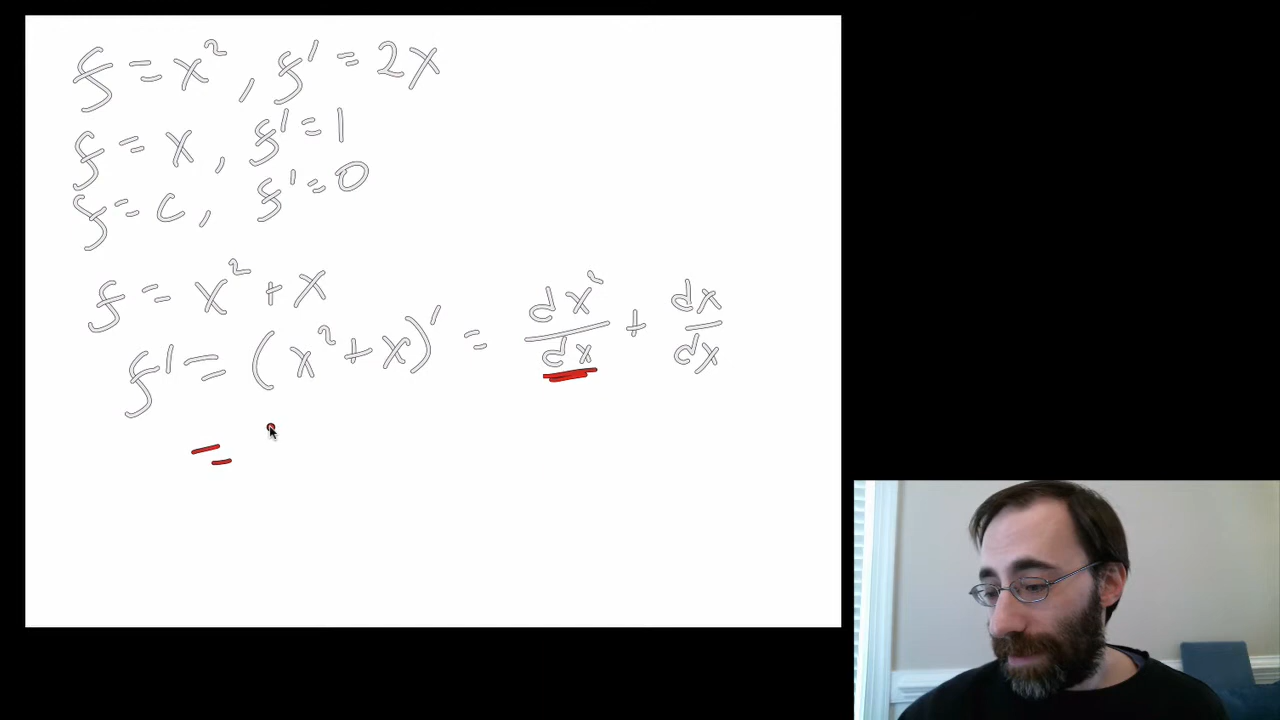 f = x², f' = 2x
f = x, f' = 1
f = c, f' = 0
f = x² + x
f' = (x² + x)' = dx²/dx + dx/dx
=